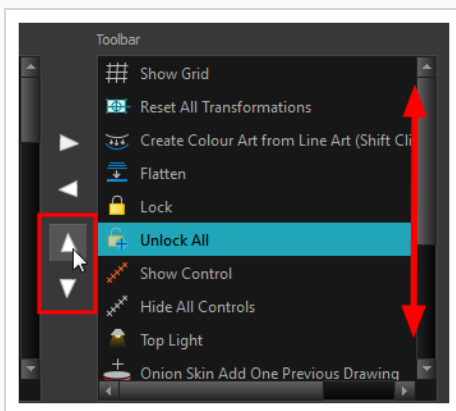 Toolbar
Show Grid
Reset All Transformations
Create Colour Art from Line Art (Shift Cli
Flatten
Lock
Unlock All
Show Control
Hide All Controls
Top Light
Onion Skin Add One Previous Drawing